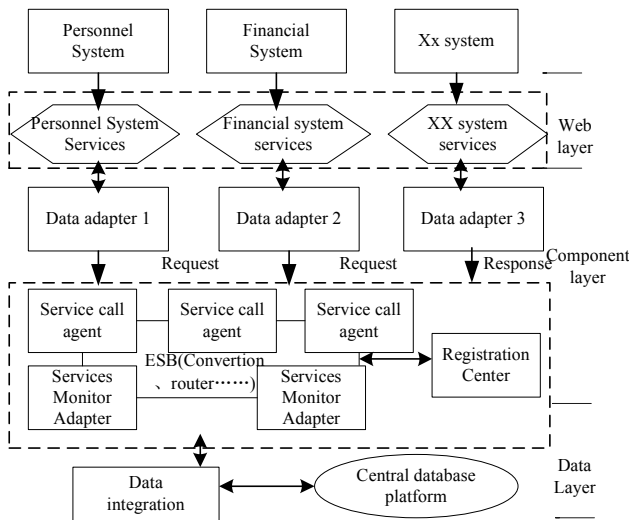 Personnel
System
Financial
System
Xx system
Personnel System
Services
Financial system
services
XX system
services
Web
layer
Data adapter 1
Data adapter 2
Data adapter 3
Request
Request
Response
Component
layer
Service call
agent
Service call
agent
Service call
agent
ESB(Convertion
、router······)
Services
Monitor
Adapter
Services
Monitor
Adapter
Registration
Center
Data
integration
Central database
platform
Data
Layer